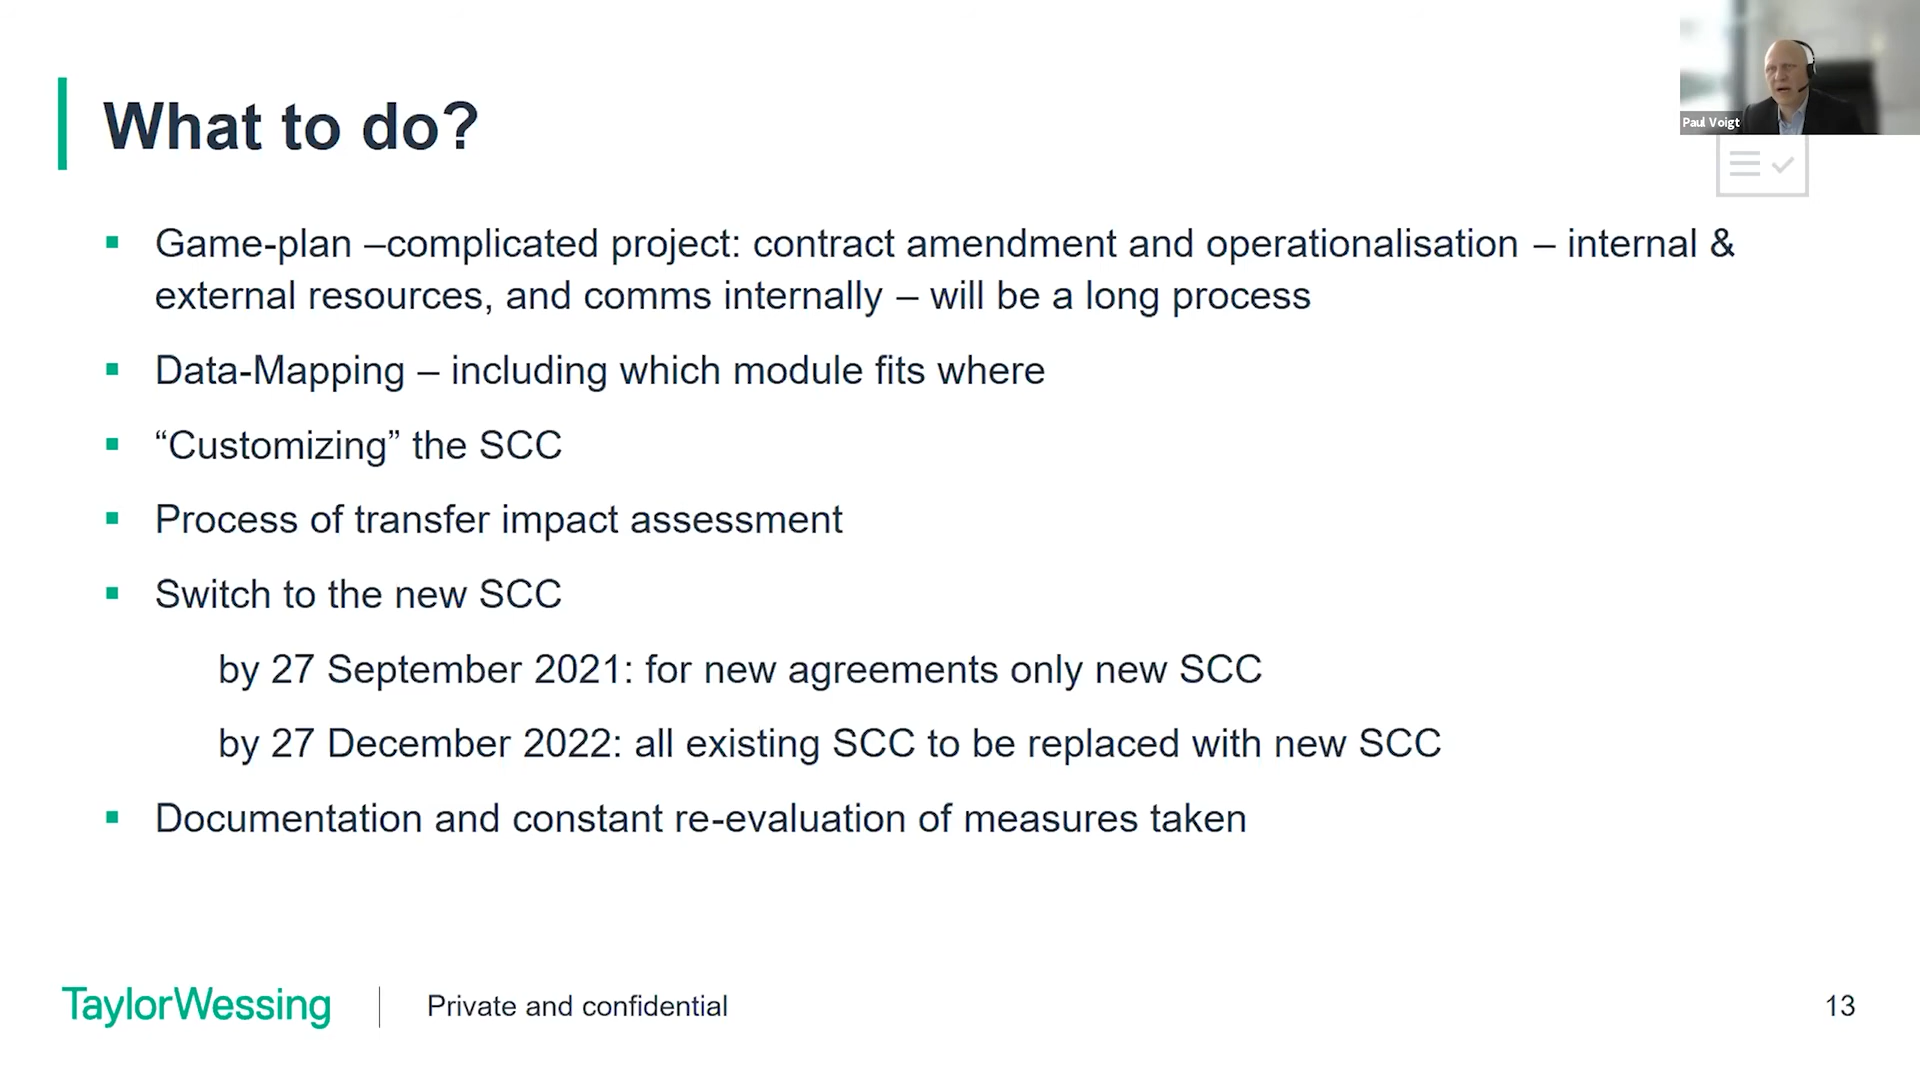 Paul Voigt
What to do?
▪ Game-plan –complicated project: contract amendment and operationalisation – internal &
external resources, and comms internally – will be a long process
▪ Data-Mapping – including which module fits where
▪ “Customizing” the SCC
▪ Process of transfer impact assessment
▪ Switch to the new SCC
by 27 September 2021: for new agreements only new SCC
by 27 December 2022: all existing SCC to be replaced with new SCC
▪ Documentation and constant re-evaluation of measures taken
TaylorWessing
Private and confidential
13